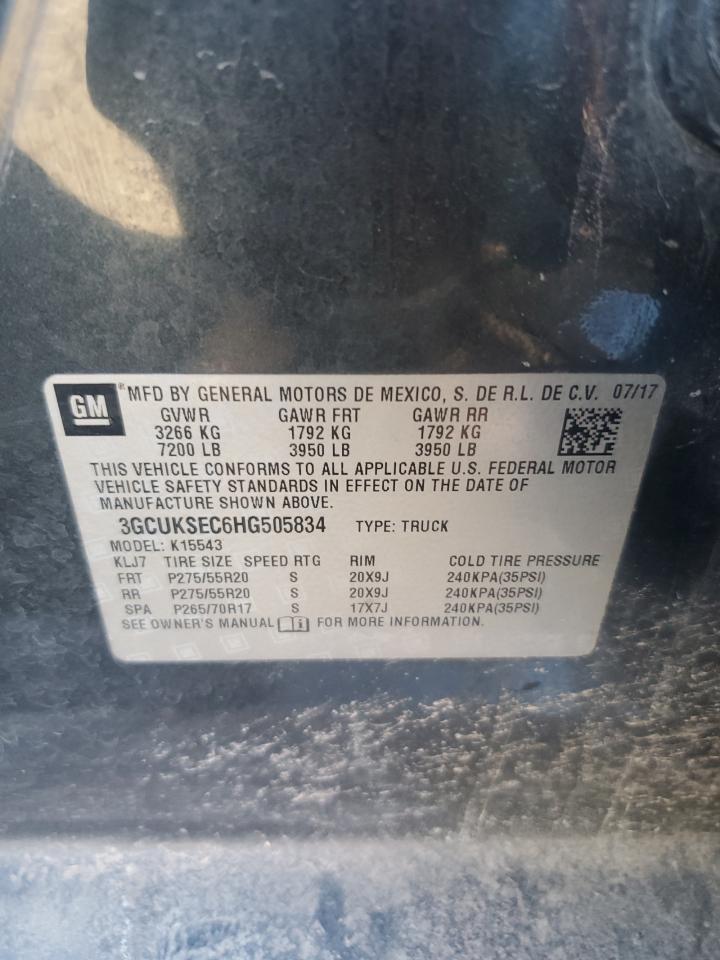 GM ® MFD BY GENERAL MOTORS DE MEXICO, S. DE R.L. DE C.V. 07/17
GVWR GAWR FRT GAWR RR
3266 KG 1792 KG 1792 KG
7200 LB 3950 LB 3950 LB
THIS VEHICLE CONFORMS TO ALL APPLICABLE U.S. FEDERAL MOTOR
VEHICLE SAFETY STANDARDS IN EFFECT ON THE DATE OF
MANUFACTURE SHOWN ABOVE.
3GCUKSEC6HG505834 TYPE: TRUCK
MODEL: K15543
KLJ7 TIRE SIZE SPEED RTG RIM COLD TIRE PRESSURE
FRT P275/55R20 S 20X9J 240KPA(35PSI)
RR P275/55R20 S 20X9J 240KPA(35PSI)
SPA P265/70R17 S 17X7J 240KPA(35PSI)
SEE OWNER'S MANUAL FOR MORE INFORMATION.